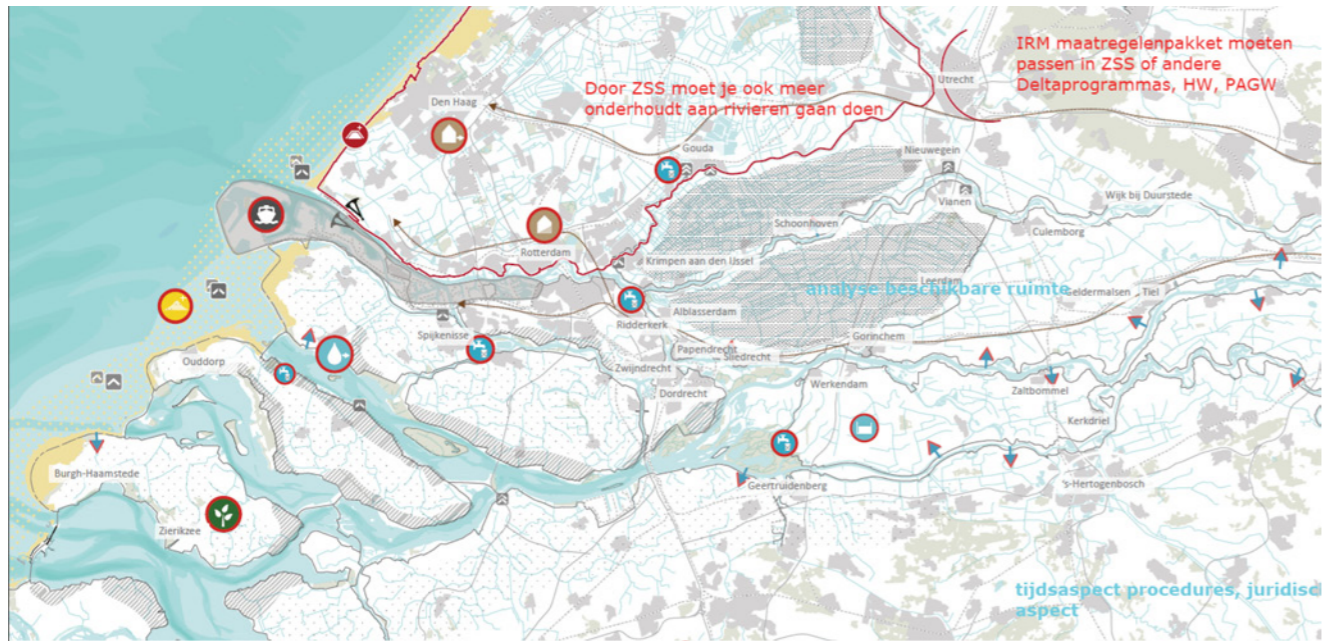 IRM maatregelenpakket moeten
passen in ZSS of andere
Deltaprogrammas, HW, PAGW
Utrecht
Door ZSS moet je ook meer
onderhoudt aan rivieren gaan doen
Den Haag
Gouda
Nieuwegein
Vianen
Wijk bij Duurstede
Schoonhoven
Culemborg
Rotterdam
Krimpen aan den IJssel
Leerdam
analyse beschikbare ruimte
Geldermalsen
Tiel
Alblasserdam
Ridderkerk
Spijkenisse
Gorinchem
Papendrecht
Sliedrecht
Ouddorp
Zwijndrecht
Werkendam
Zaltbommel
Dordrecht
Kerkdriel
Burgh-Haamstede
Geertruidenberg
's-Hertogenbosch
Zierikzee
tijdsaspect procedures, juridisc
aspect